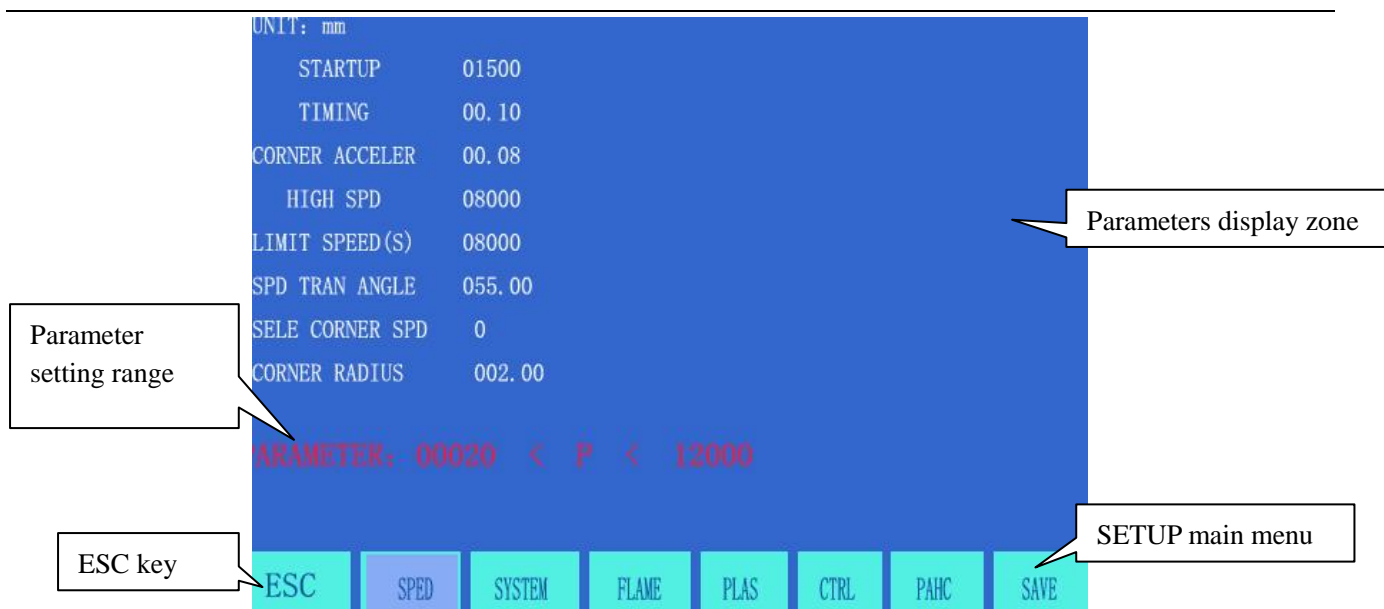 UNIT: mm
STARTUP 01500
TIMING 00.10
CORNER ACCELER 00.08
HIGH SPD 08000
Parameters display zone
LIMIT SPEED(S) 08000
SPD TRAN ANGLE 055.00
SELE CORNER SPD 0
Parameter
setting range
CORNER RADIUS 002.00
PARAMETER: 00020 < P < 12000
SETUP main menu
ESC key
ESC SPED SYSTEM FLAME PLAS CTRL PAHC SAVE